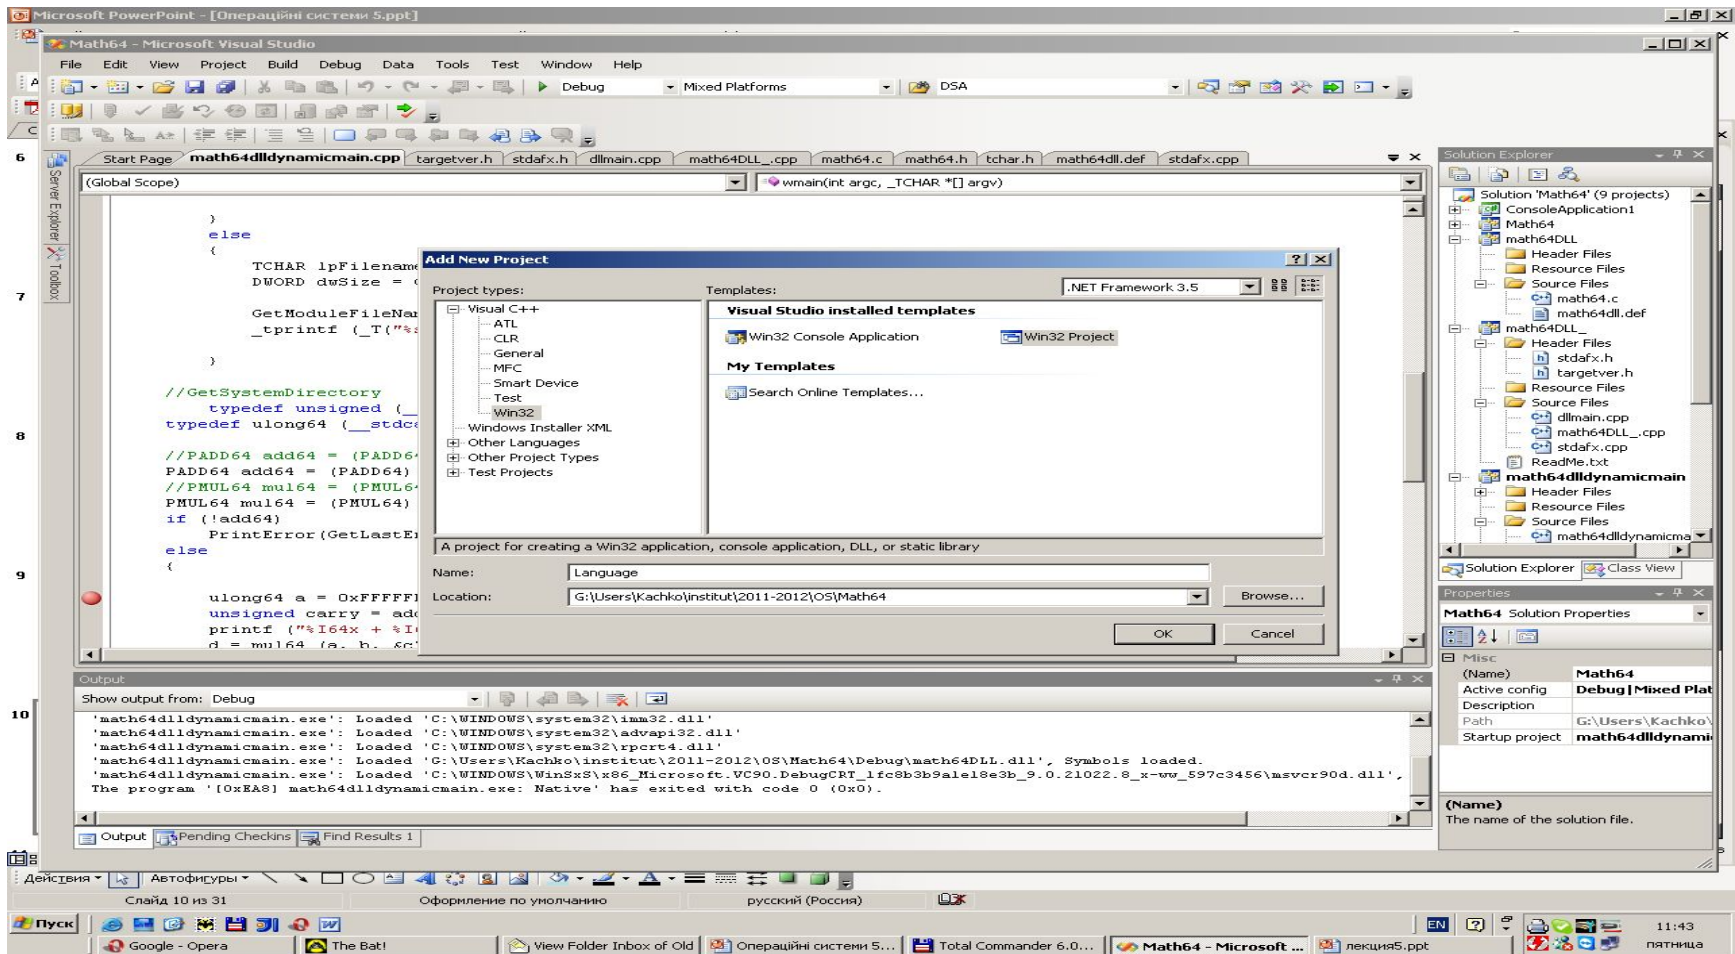 Microsoft PowerPoint - [Операційні системи 5.ppt]
Math64 - Microsoft Visual Studio
File Edit View Project Build Debug Data Tools Test Window Help
Debug Mixed Platforms DSA
Start Page math64dlldynamicmain.cpp targetver.h stdafx.h dllmain.cpp math64DLL_.cpp math64.c math64.h tchar.h math64dll.def stdafx.cpp
(Global Scope) wmain(int argc, _TCHAR *[] argv)
Server Explorer
Toolbox
6
7
8
9
10
}
else
{
TCHAR lpFilename
DWORD dwSize =
GetModuleFileNa
_tprintf (_T("%
}
//GetSystemDirectory
typedef unsigned (__
typedef ulong64 (__stdc
//PADD64 add64 = (PADD6
PADD64 add64 = (PADD64)
//PMUL64 mul64 = (PMUL6
PMUL64 mul64 = (PMUL64)
if (!add64)
PrintError(GetLastE
else
{
ulong64 a = 0xFFFFF
unsigned carry = add
printf ("%I64x + %I
d = mul64 (a, b, &c
Add New Project
Project types:
Visual C++
ATL
CLR
General
MFC
Smart Device
Test
Win32
Windows Installer XML
Other Languages
Other Project Types
Test Projects
Templates:
.NET Framework 3.5
Visual Studio installed templates
Win32 Console Application
Win32 Project
My Templates
Search Online Templates...
A project for creating a Win32 application, console application, DLL, or static library
Name: Language
Location: G:\Users\Kachko\institut\2011-2012\OS\Math64 Browse...
OK Cancel
Solution Explorer
Solution 'Math64' (9 projects)
ConsoleApplication1
Math64
math64DLL
Header Files
Resource Files
Source Files
math64.c
math64dll.def
math64DLL_
Header Files
stdafx.h
targetver.h
Resource Files
Source Files
dllmain.cpp
math64DLL_.cpp
stdafx.cpp
ReadMe.txt
math64dlldynamicmain
Header Files
Resource Files
Source Files
math64dlldynamicma
Solution Explorer Class View
Properties
Math64 Solution Properties
Misc
(Name) Math64
Active config Debug|Mixed Plat
Description
Path G:\Users\Kachko\
Startup project math64dlldynami
(Name)
The name of the solution file.
Output
Show output from: Debug
'math64dlldynamicmain.exe': Loaded 'C:\WINDOWS\system32\imm32.dll'
'math64dlldynamicmain.exe': Loaded 'C:\WINDOWS\system32\advapi32.dll'
'math64dlldynamicmain.exe': Loaded 'C:\WINDOWS\system32\rpcrt4.dll'
'math64dlldynamicmain.exe': Loaded 'G:\Users\Kachko\institut\2011-2012\OS\Math64\Debug\math64DLL.dll', Symbols loaded.
'math64dlldynamicmain.exe': Loaded 'C:\WINDOWS\WinSxS\x86_Microsoft.VC90.DebugCRT_1fc8b3b9a1e18e3b_9.0.21022.8_x-ww_597c3456\msvcr90d.dll',
The program '[0xEA8] math64dlldynamicmain.exe: Native' has exited with code 0 (0x0).
Output Pending Checkins Find Results 1
Действия Автофигуры
Слайд 10 из 31 Оформление по умолчанию русский (Россия)
Пуск EN 11:43
Google - Opera The Bat! View Folder Inbox of Old Операційні системи 5... Total Commander 6.0... Math64 - Microsoft ... лекция5.ppt пятница